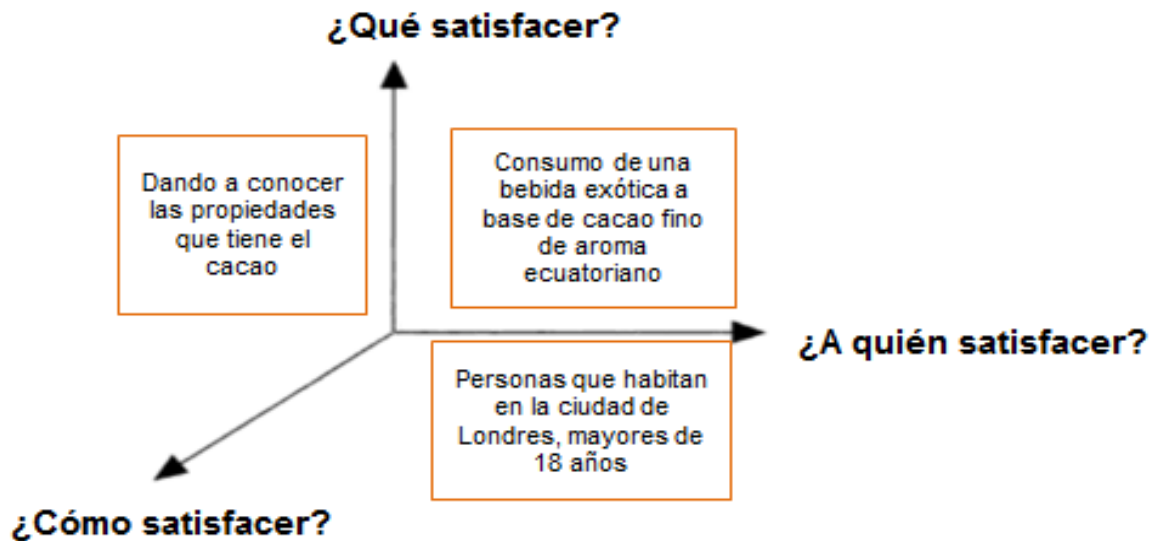 ¿Qué satisfacer?
Dando a conocer
las propiedades
que tiene el
cacao
Consumo de una
bebida exótica a
base de cacao fino
de aroma
ecuatoriano
¿A quién satisfacer?
Personas que habitan
en la ciudad de
Londres, mayores de
18 años
¿Cómo satisfacer?